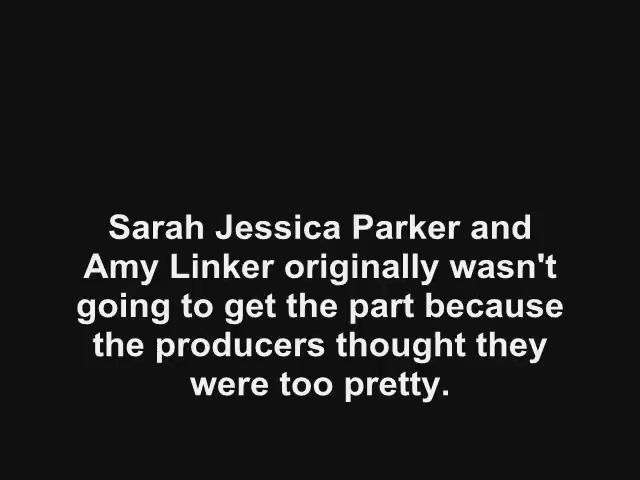 Sarah Jessica Parker and
Amy Linker originally wasn't
going to get the part because
the producers thought they
were too pretty.